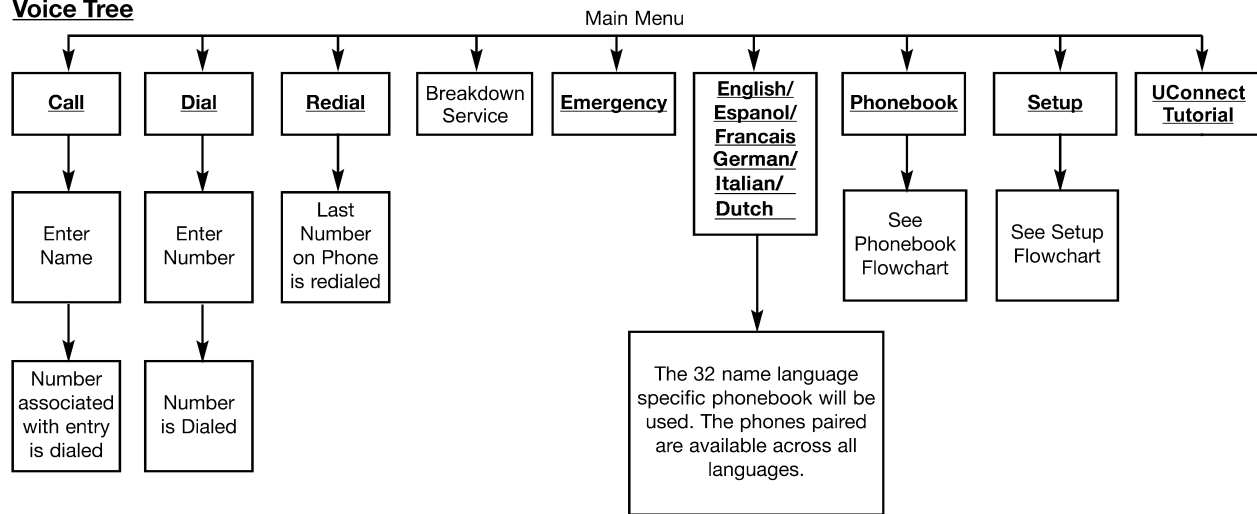 Voice Tree
Main Menu
Call
Dial
Redial
Breakdown
Service
Emergency
English/
Espanol/
Francais
German/
Italian/
Dutch
Phonebook
Setup
UConnect
Tutorial
Enter
Name
Enter
Number
Last
Number
on Phone
is redialed
See
Phonebook
Flowchart
See Setup
Flowchart
Number
associated
with entry
is dialed
Number
is Dialed
The 32 name language
specific phonebook will be
used. The phones paired
are available across all
languages.